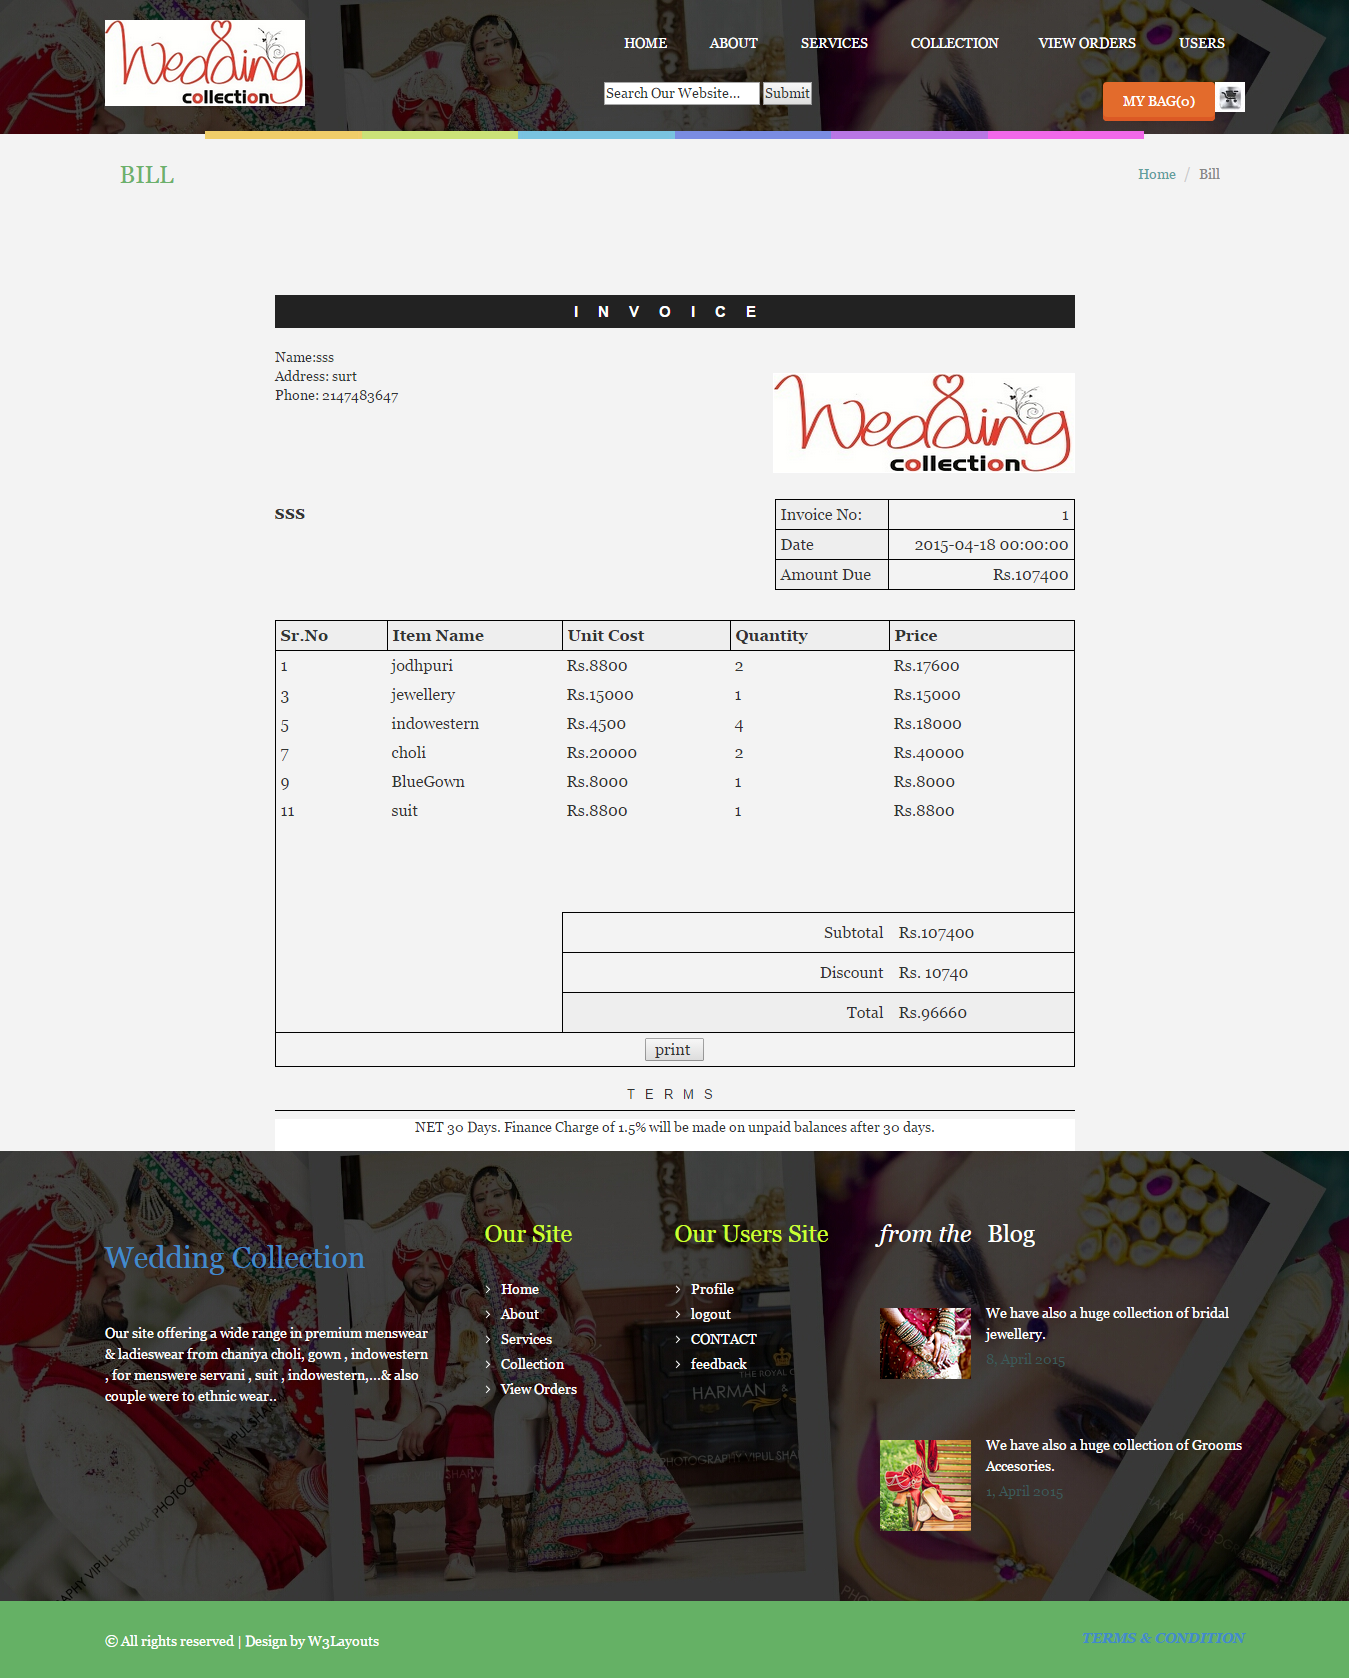 Wedding
collection
HOME ABOUT SERVICES COLLECTION VIEW ORDERS USERS
Search Our Website... Submit
MY BAG(0)
BILL
Home / Bill
INVOICE
Name:sss
Address: surt
Phone: 2147483647
Wedding
collection
sss
Invoice No: 1
Date 2015-04-18 00:00:00
Amount Due Rs.107400
Sr.No Item Name Unit Cost Quantity Price
1 jodhpuri Rs.8800 2 Rs.17600
3 jewellery Rs.15000 1 Rs.15000
5 indowestern Rs.4500 4 Rs.18000
7 choli Rs.20000 2 Rs.40000
9 BlueGown Rs.8000 1 Rs.8000
11 suit Rs.8800 1 Rs.8800
Subtotal Rs.107400
Discount Rs. 10740
Total Rs.96660
print
TERMS
NET 30 Days. Finance Charge of 1.5% will be made on unpaid balances after 30 days.
Wedding Collection
Our site offering a wide range in premium menswear
& ladieswear from chaniya choli, gown , indowestern
, for menswere servani , suit , indowestern,...& also
couple were to ethnic wear..
Our Site
Home
About
Services
Collection
View Orders
Our Users Site
Profile
logout
CONTACT
feedback
from the Blog
We have also a huge collection of bridal
jewellery.
8, April 2015
We have also a huge collection of Grooms
Accesories.
1, April 2015
THE ROYAL
HARMAN &
PHOTOGRAPHY VIPUL SHARMA
© All rights reserved | Design by W3Layouts
TERMS & CONDITION